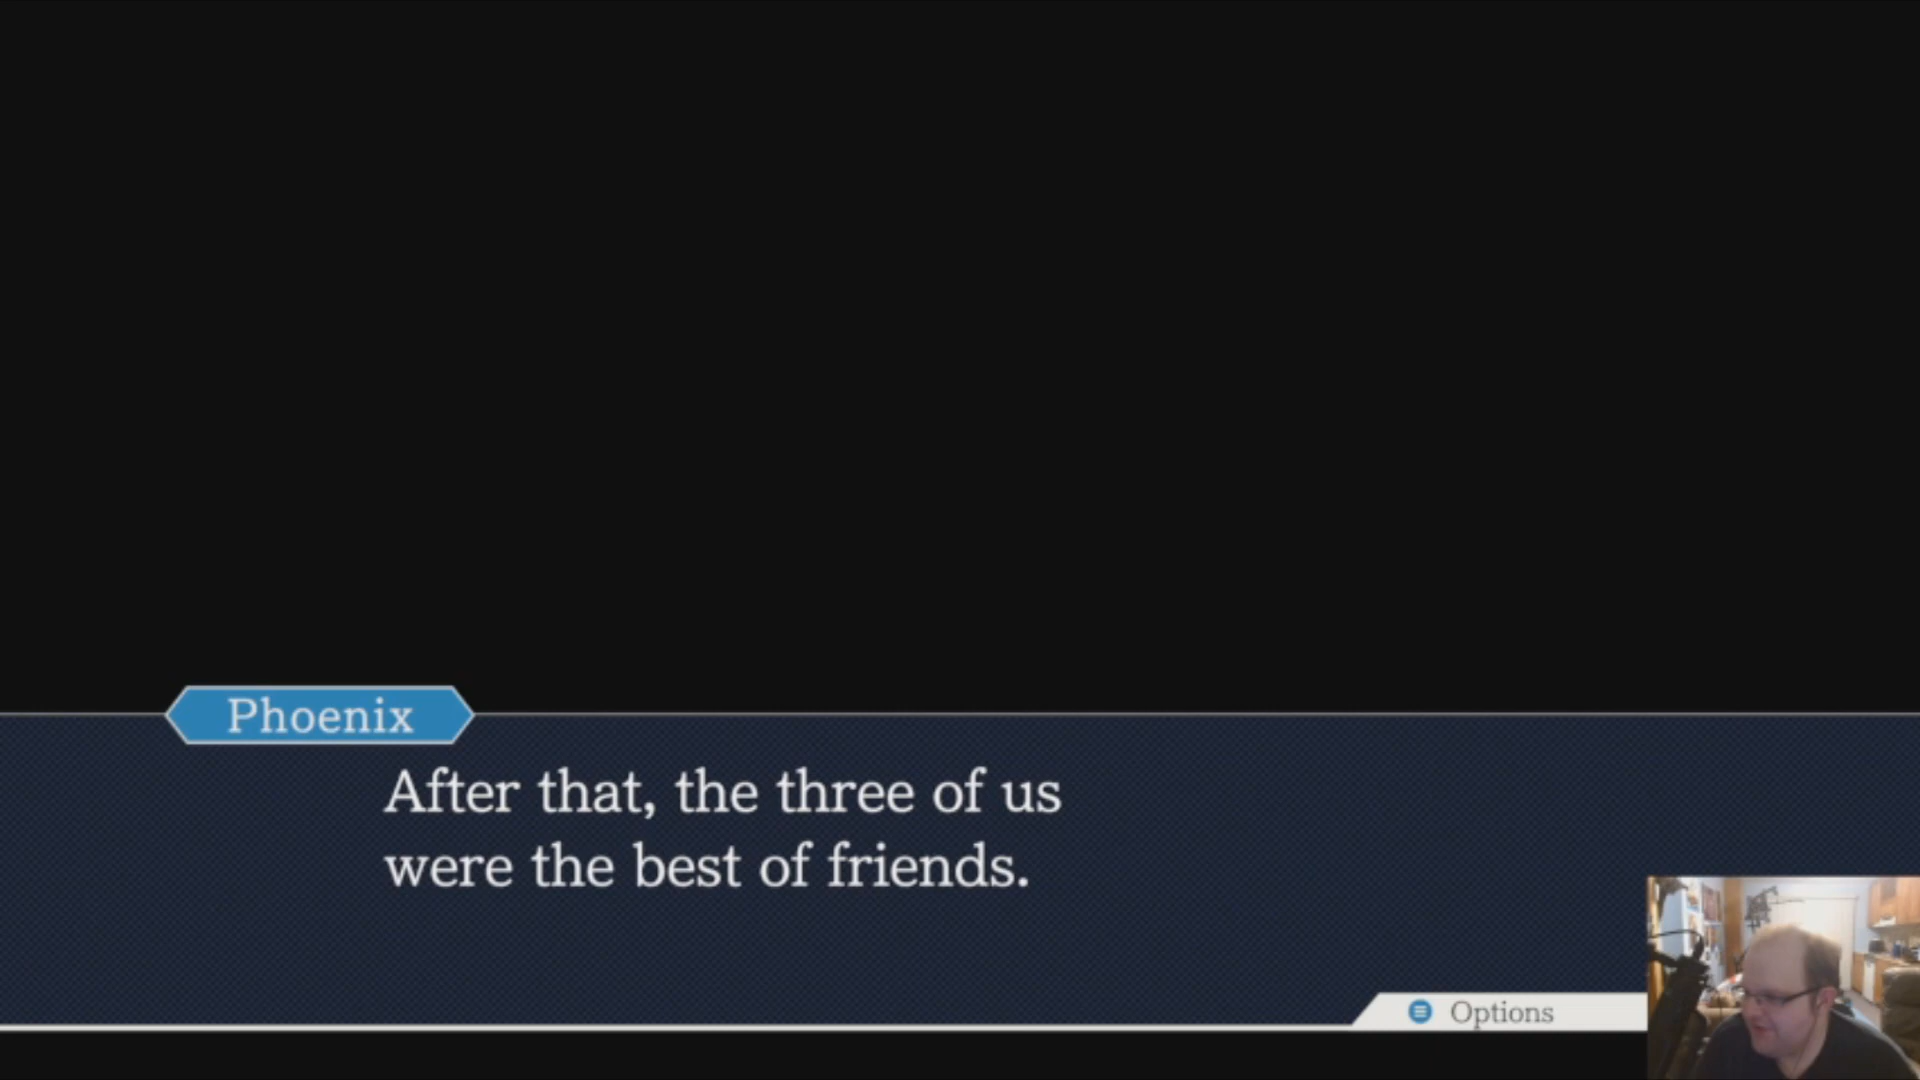 Phoenix
After that, the three of us
were the best of friends.
Options